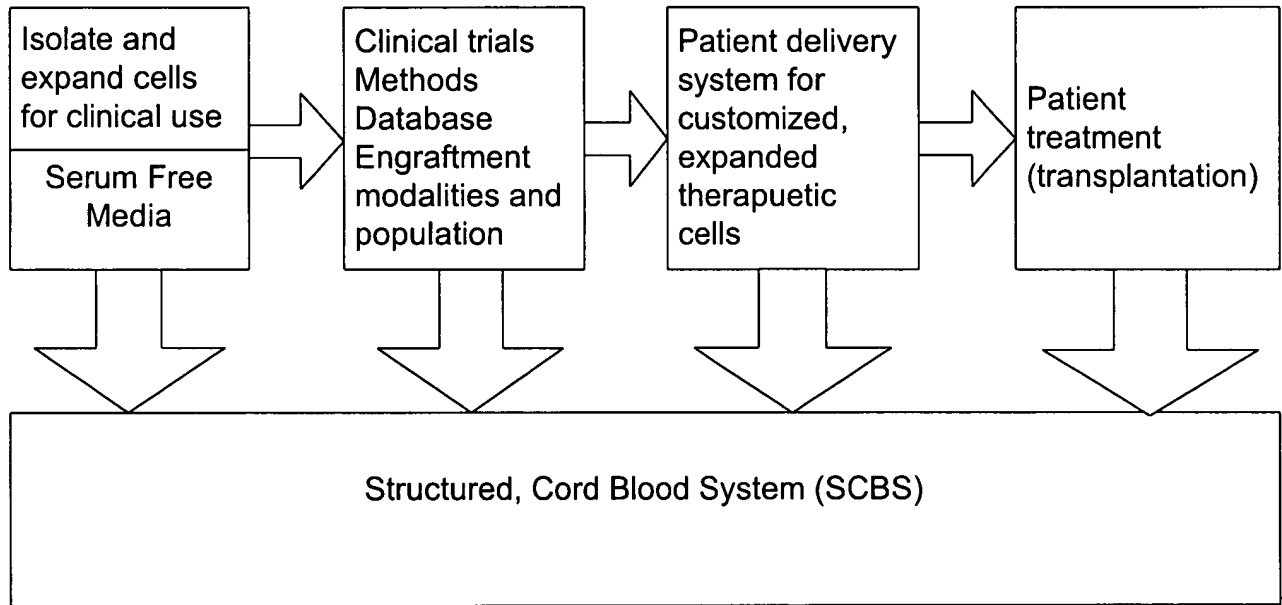 Isolate and
expand cells
for clinical use
Serum Free
Media
Clinical trials
Methods
Database
Engraftment
modalities and
population
Patient delivery
system for
customized,
expanded
therapuetic
cells
Patient
treatment
(transplantation)
Structured, Cord Blood System (SCBS)